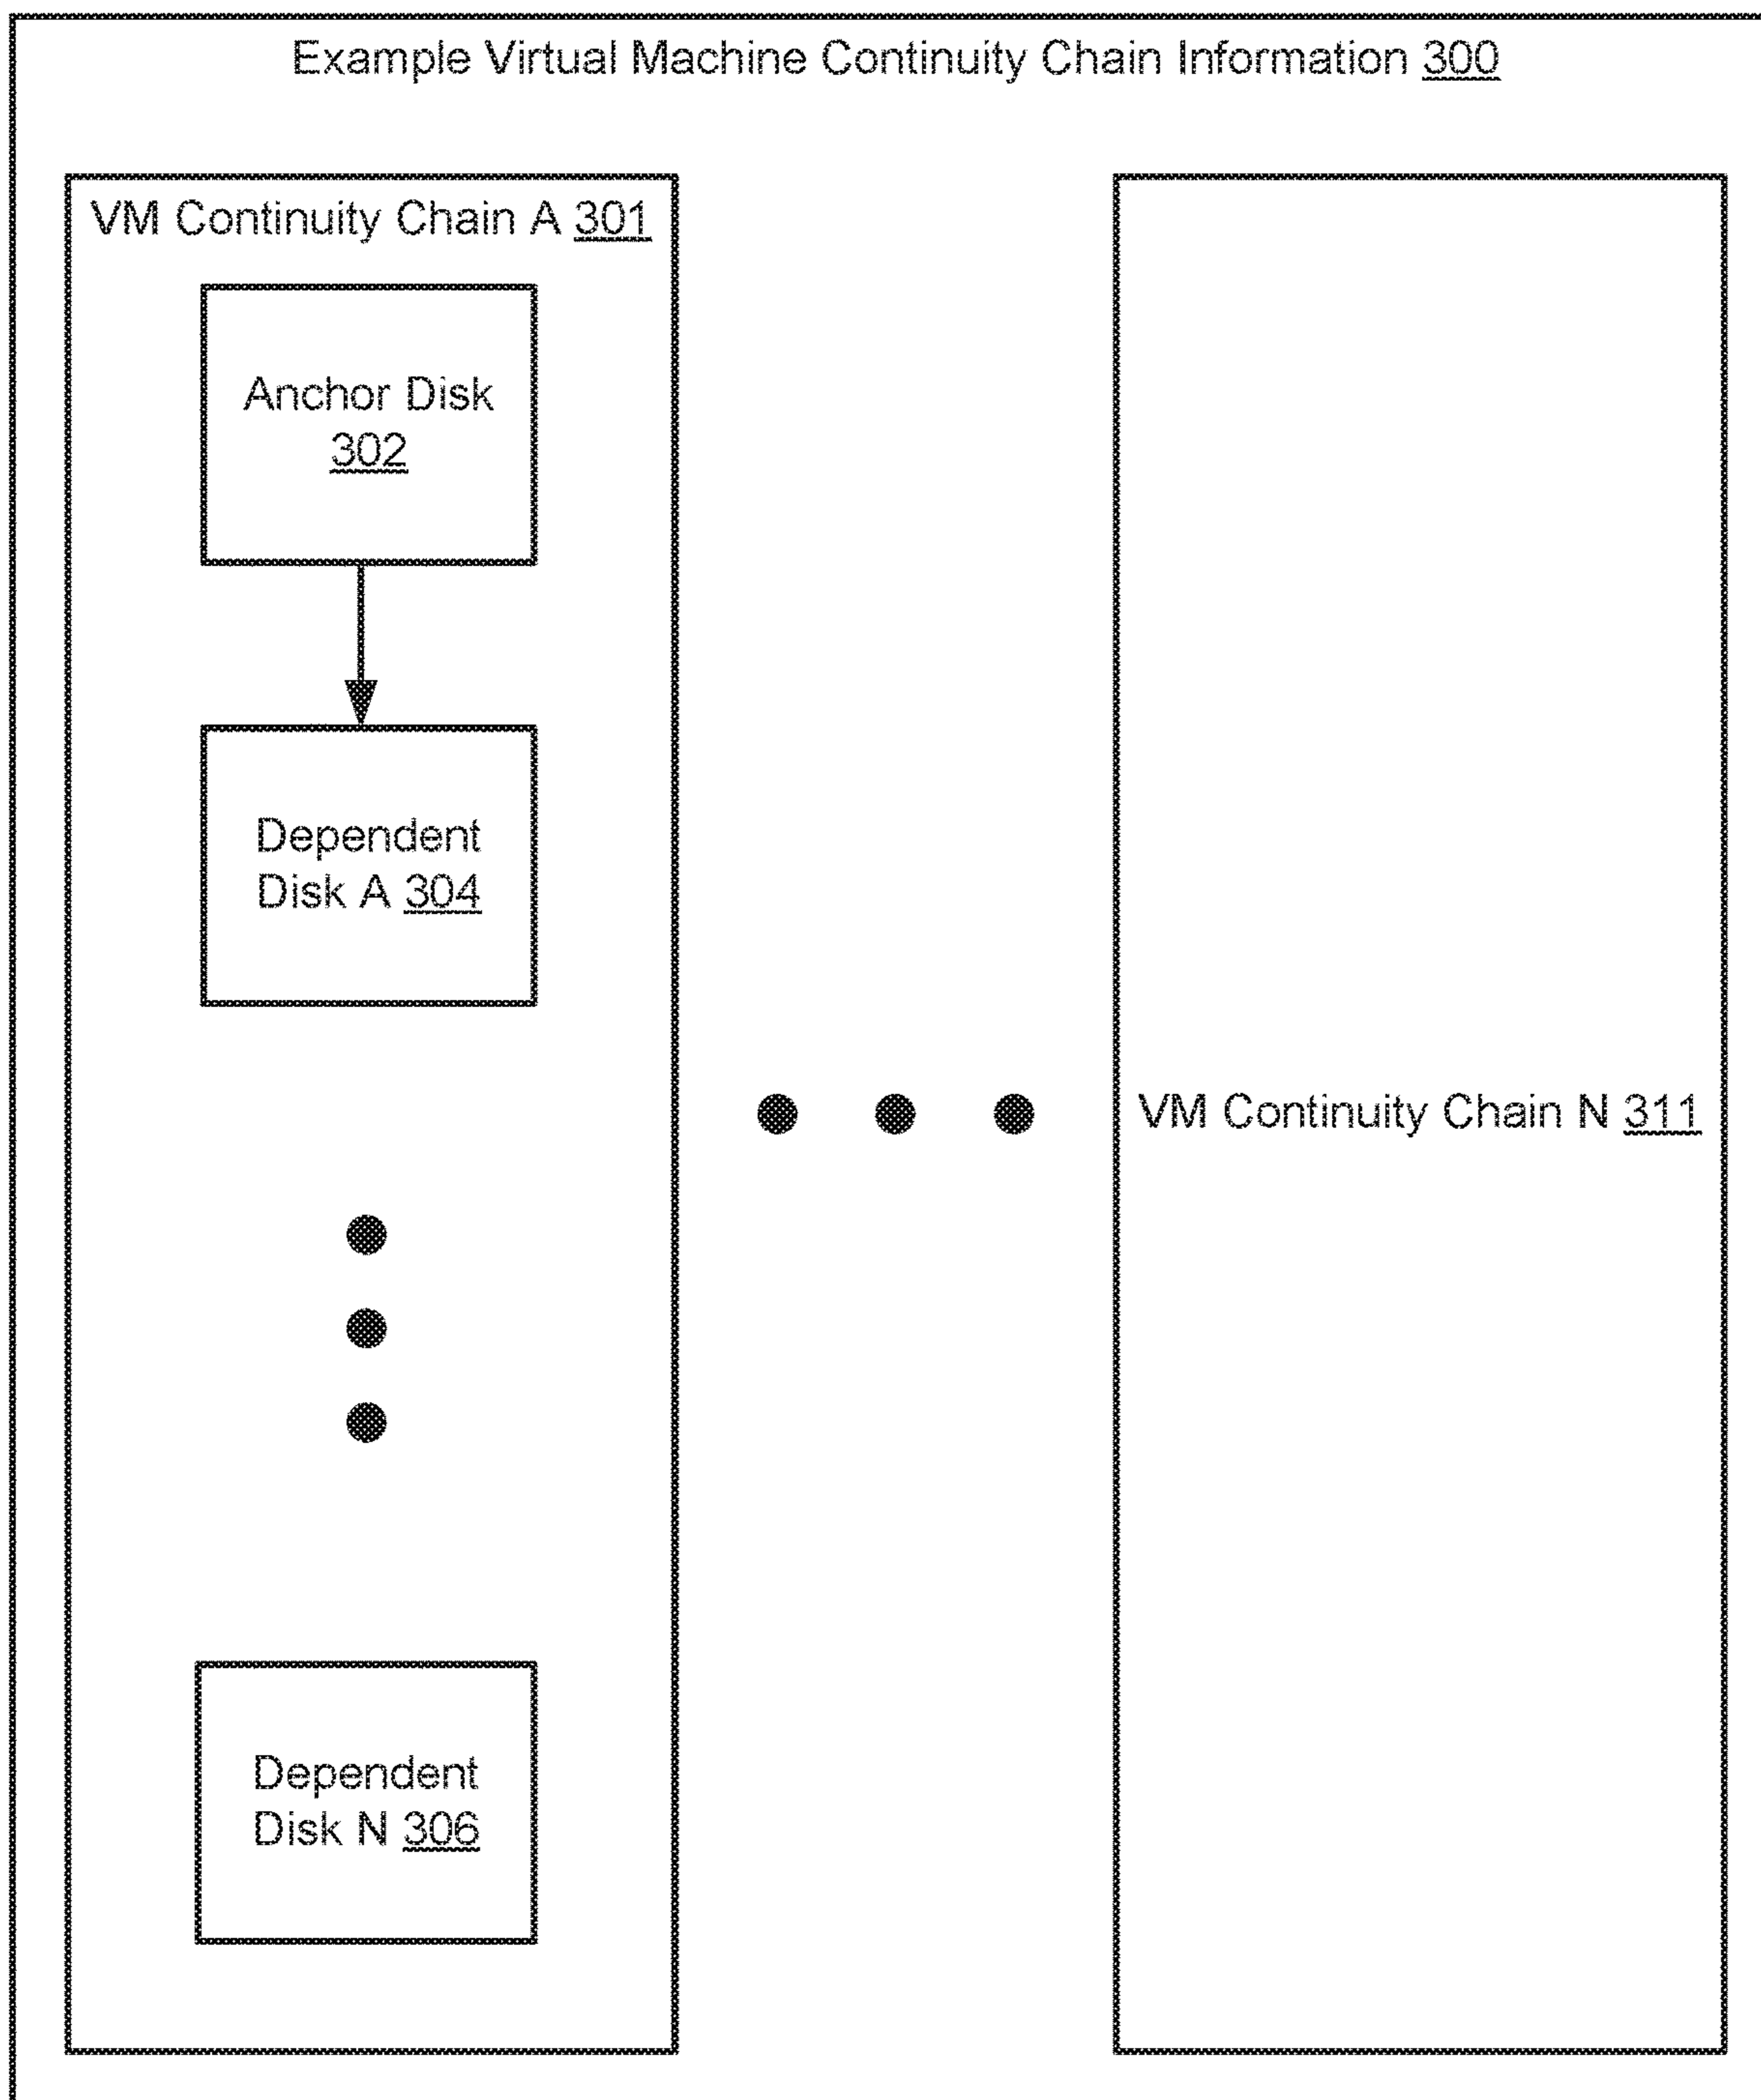 Example Virtual Machine Continuity Chain Information 300
VM Continuity Chain A 301
Anchor Disk
302
Dependent
Disk A 304
VM Continuity Chain N 311
Dependent
Disk N 306